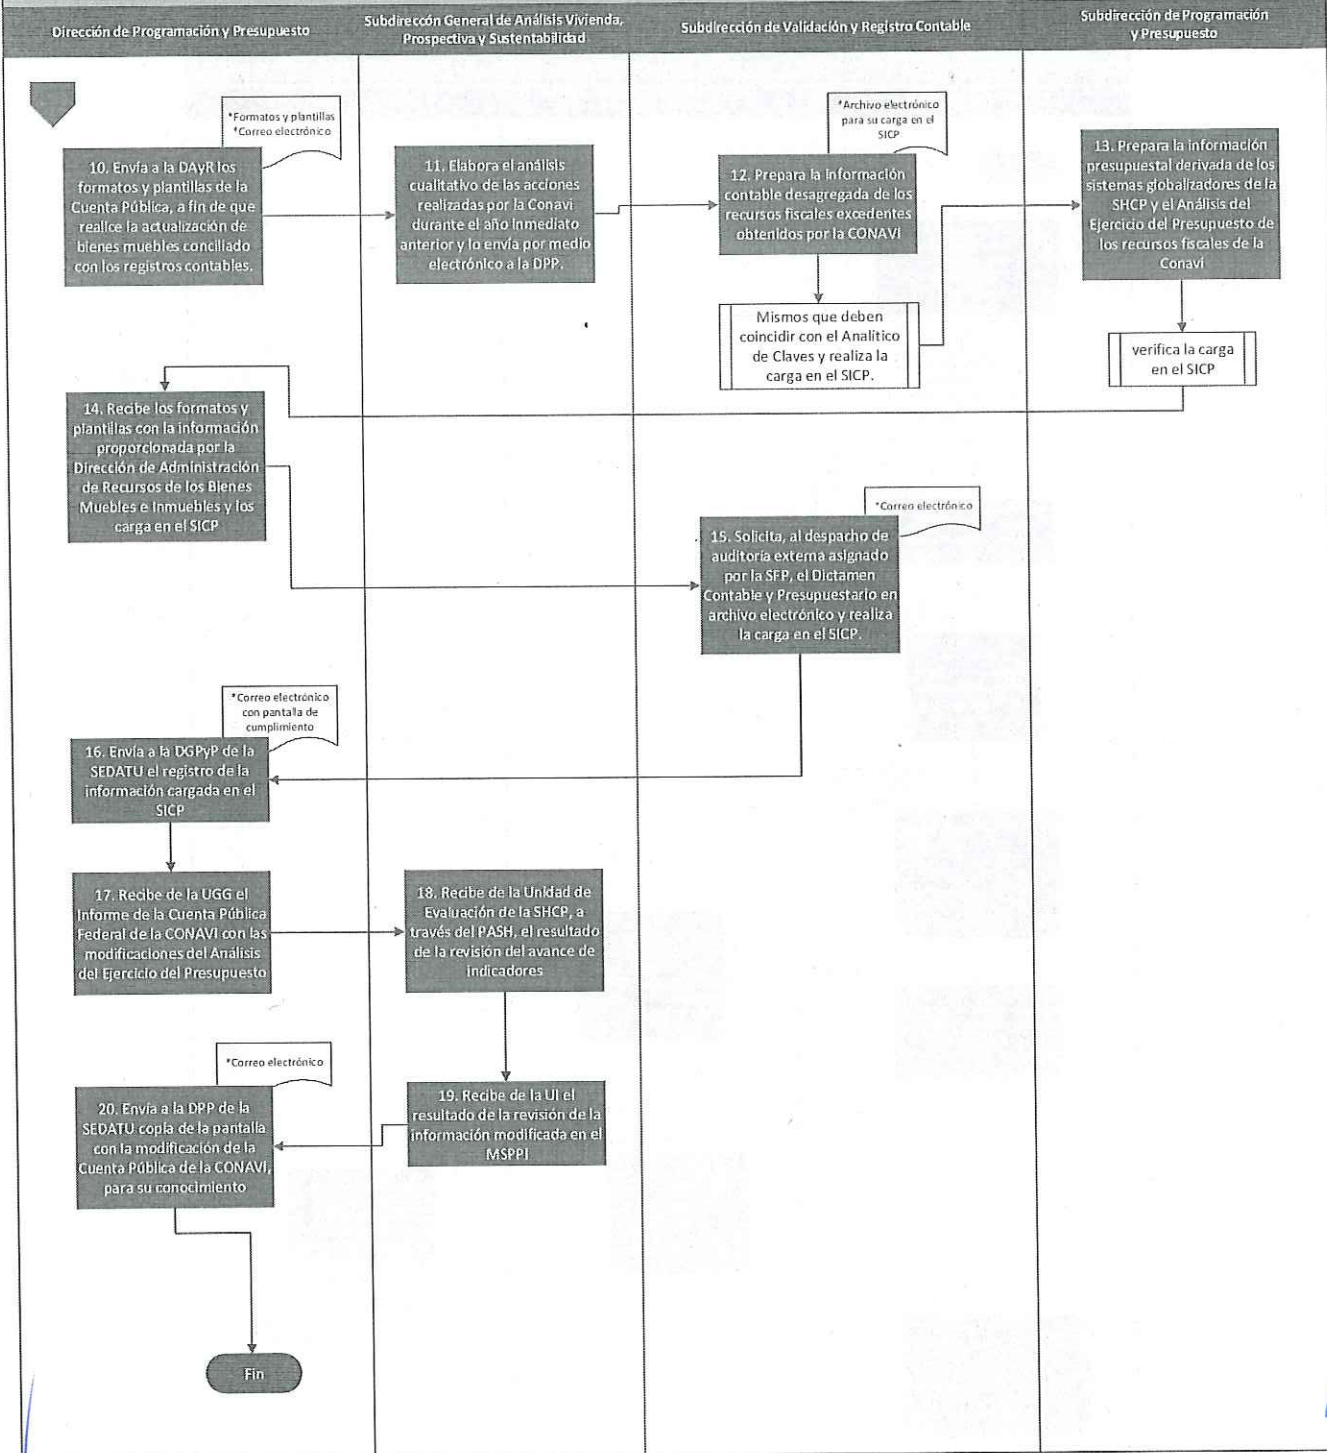 Dirección de Programación y Presupuesto
Subdireccón General de Análisis Vivienda,
Prospectiva y Sustentabilidad
Subdirección de Validación y Registro Contable
Subdirección de Programación
y Presupuesto
*Formatos y plantillas
*Correo electrónico
10. Envía a la DAyR los
formatos y plantillas de la
Cuenta Pública, a fin de que
realice la actualización de
bienes muebles conciliado
con los registros contables.
11. Elabora el análisis
cualitativo de las acciones
realizadas por la Conavi
durante el año inmediato
anterior y lo envía por medio
electrónico a la DPP.
*Archivo electrónico
para su carga en el
SICP
12. Prepara la información
contable desagregada de los
recursos fiscales excedentes
obtenidos por la CONAVI
Mismos que deben
coincidir con el Analítico
de Claves y realiza la
carga en el SICP.
13. Prepara la información
presupuestal derivada de los
sistemas globalizadores de la
SHCP y el Análisis del
Ejercicio del Presupuesto de
los recursos fiscales de la
Conavi
verifica la carga
en el SICP
14. Recibe los formatos y
plantillas con la información
proporcionada por la
Dirección de Administración
de Recursos de los Bienes
Muebles e Inmuebles y los
carga en el SICP
*Correo electrónico
15. Solicita, al despacho de
auditoría externa asignado
por la SFP, el Dictamen
Contable y Presupuestario en
archivo electrónico y realiza
la carga en el SICP.
*Correo electrónico
con pantalla de
cumplimiento
16. Envía a la DGPyP de la
SEDATU el registro de la
información cargada en el
SICP
17. Recibe de la UGG el
Informe de la Cuenta Pública
Federal de la CONAVI con las
modificaciones del Análisis
del Ejercicio del Presupuesto
18. Recibe de la Unidad de
Evaluación de la SHCP, a
través del PASH, el resultado
de la revisión del avance de
indicadores
19. Recibe de la UI el
resultado de la revisión de la
información modificada en el
MSPPI
*Correo electrónico
20. Envía a la DPP de la
SEDATU copia de la pantalla
con la modificación de la
Cuenta Pública de la CONAVI,
para su conocimiento
Fin